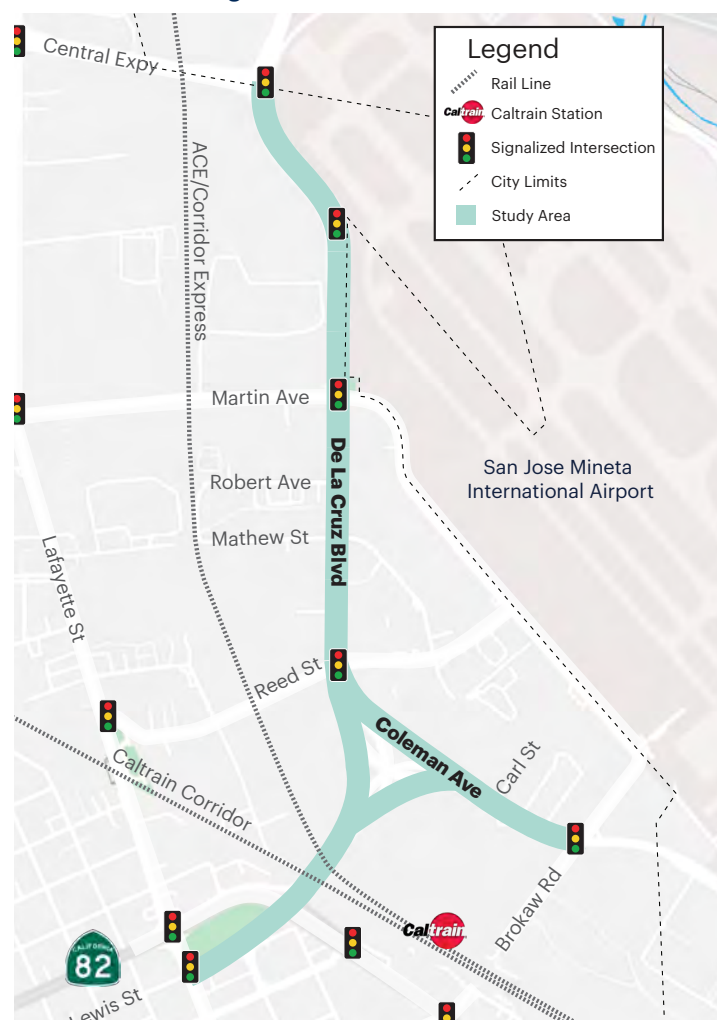 Central Expy
Legend
Rail Line
Caltrain
Caltrain Station
Signalized Intersection
City Limits
Study Area
ACE/Corridor Express
Martin Ave
De La Cruz Blvd
San Jose Mineta
International Airport
Robert Ave
Mathew St
Lafayette St
Reed St
Coleman Ave
Carl St
Caltrain Corridor
Brokaw Rd
Caltrain
CALIFORNIA
82
Lewis St